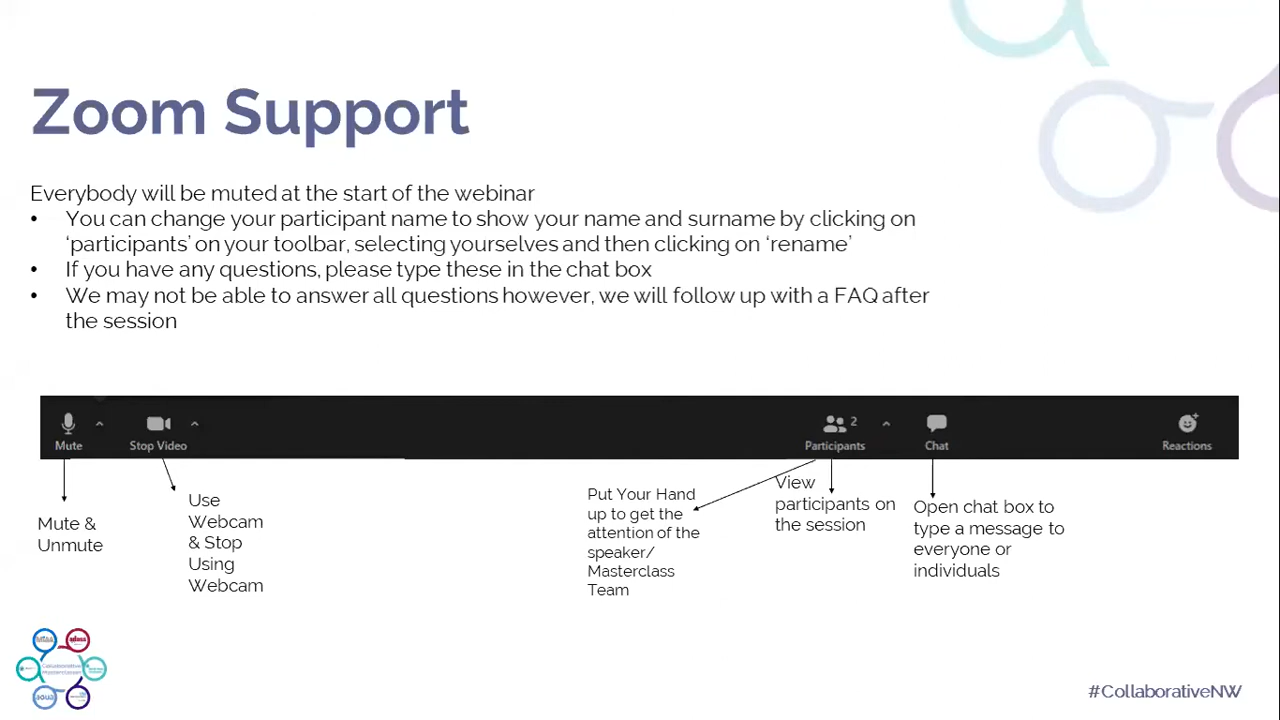 Zoom Support
Everybody will be muted at the start of the webinar
• You can change your participant name to show your name and surname by clicking on
‘participants’ on your toolbar, selecting yourselves and then clicking on ‘rename’
• If you have any questions, please type these in the chat box
• We may not be able to answer all questions however, we will follow up with a FAQ after
the session
Mute
Stop Video
Participants
2
Chat
Reactions
Mute &
Unmute
Use
Webcam
& Stop
Using
Webcam
Put Your Hand
up to get the
attention of the
speaker/
Masterclass
Team
View
participants on
the session
Open chat box to
type a message to
everyone or
individuals
MIAA
Collaborative
Masterclasses
aqua
#CollaborativeNW